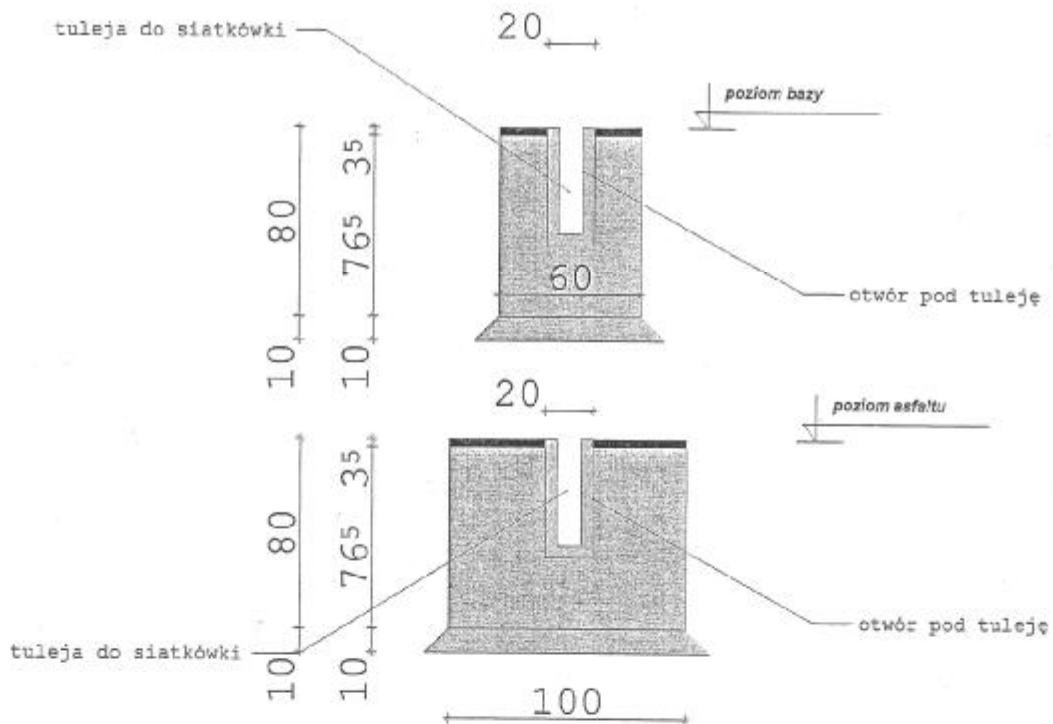 tuleja do siatkówki
20
poziom bazy
80
3⁵
76⁵
60
otwór pod tuleję
10
10
20
poziom asfaltu
80
3⁵
76⁵
otwór pod tuleję
tuleja do siatkówki
10
10
100